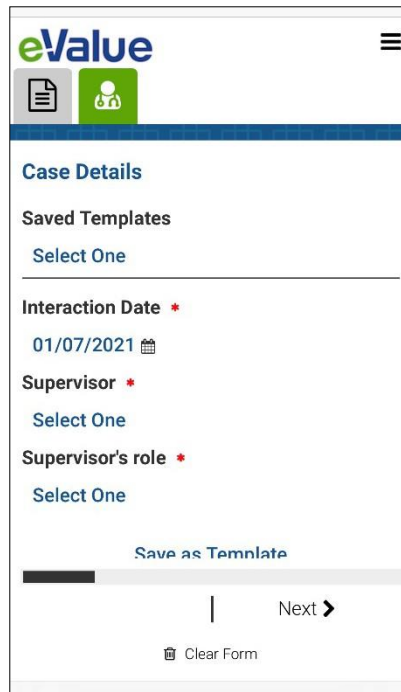 eValue
Case Details
Saved Templates
Select One
Interaction Date *
01/07/2021
Supervisor *
Select One
Supervisor's role *
Select One
Save as Template
Next
Clear Form